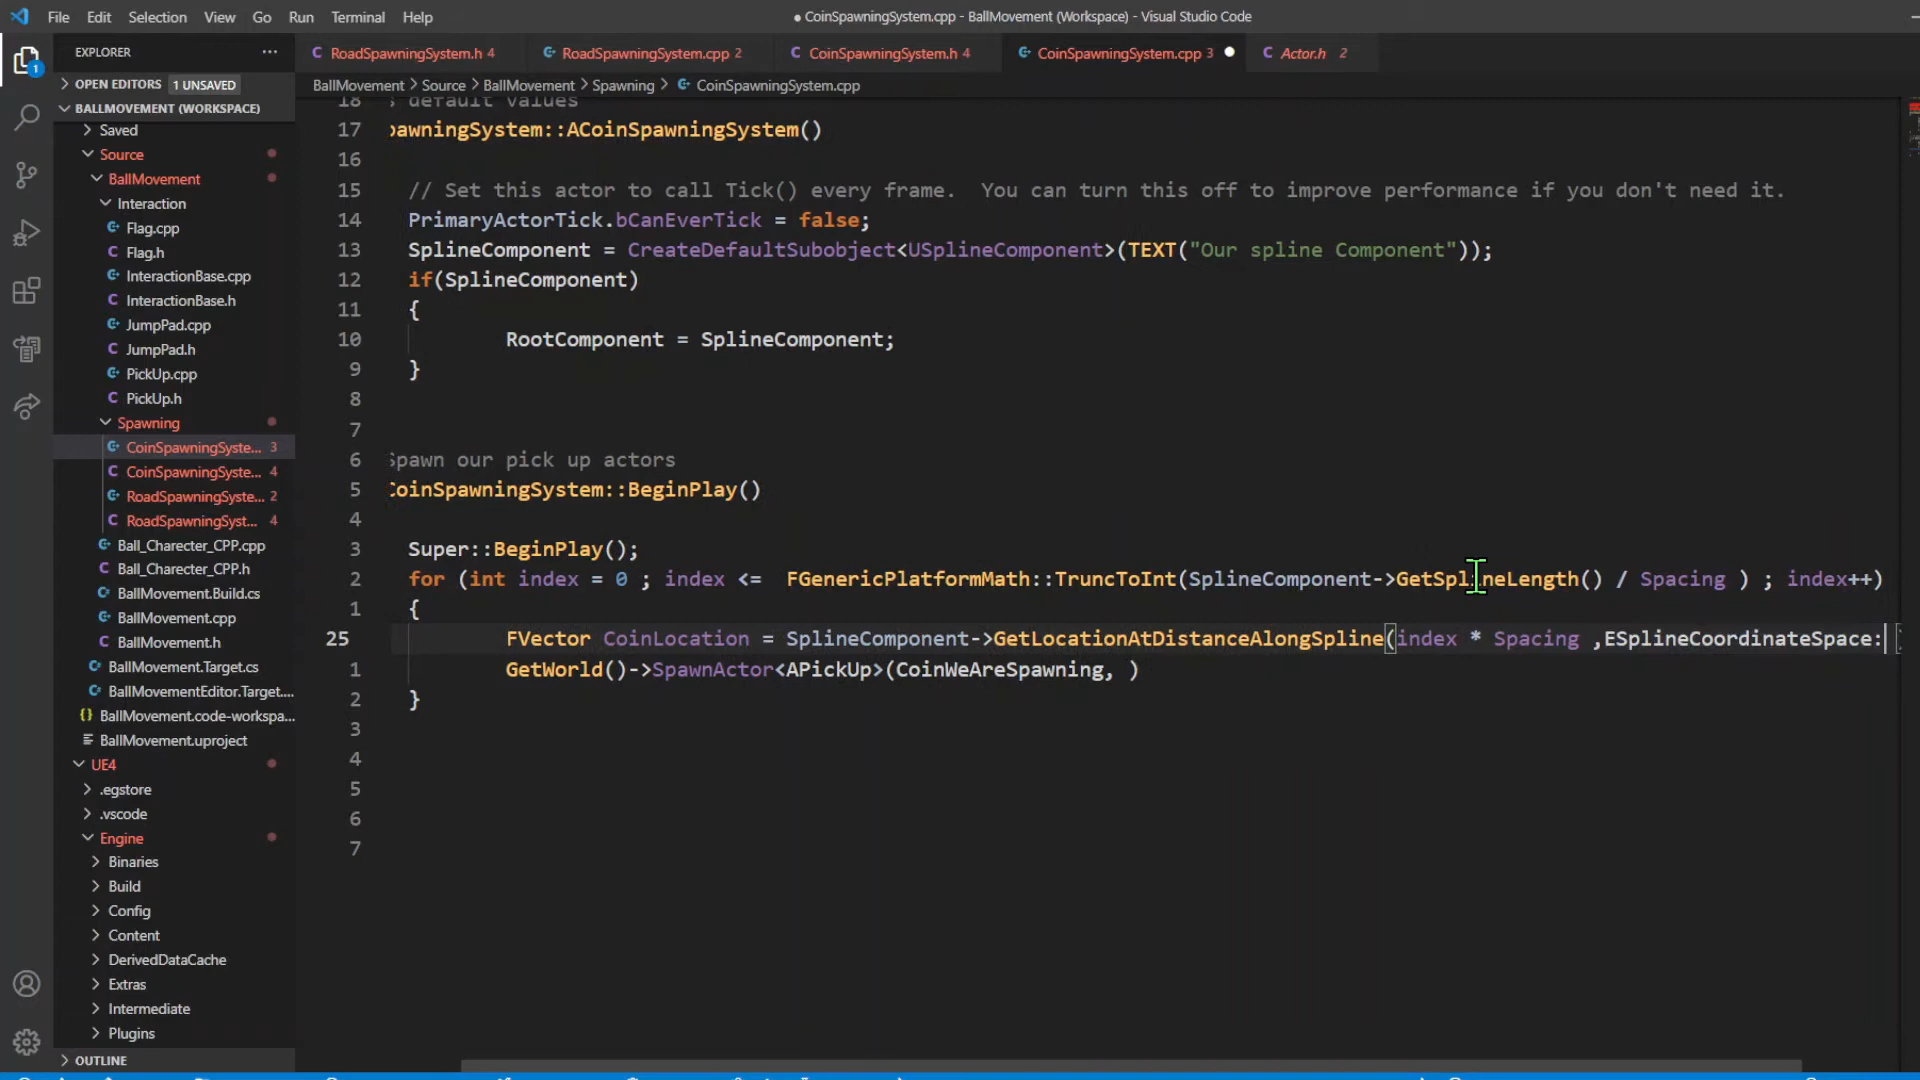 File Edit Selection View Go Run Terminal Help
● CoinSpawningSystem.cpp - BallMovement (Workspace) - Visual Studio Code
EXPLORER ···
RoadSpawningSystem.h 4
RoadSpawningSystem.cpp 2
CoinSpawningSystem.h 4
CoinSpawningSystem.cpp 3
Actor.h 2
OPEN EDITORS 1 UNSAVED
BALLMOVEMENT (WORKSPACE)
Saved
Source
BallMovement
Interaction
Flag.cpp
Flag.h
InteractionBase.cpp
InteractionBase.h
JumpPad.cpp
JumpPad.h
PickUp.cpp
PickUp.h
Spawning
CoinSpawningSyste... 3
CoinSpawningSyste... 4
RoadSpawningSyste... 2
RoadSpawningSyst... 4
Ball_Charecter_CPP.cpp
Ball_Charecter_CPP.h
BallMovement.Build.cs
BallMovement.cpp
BallMovement.h
BallMovement.Target.cs
BallMovementEditor.Target....
BallMovement.code-workspa...
BallMovement.uproject
UE4
.egstore
.vscode
Engine
Binaries
Build
Config
Content
DerivedDataCache
Extras
Intermediate
Plugins
OUTLINE
1
BallMovement > Source > BallMovement > Spawning > CoinSpawningSystem.cpp
18 s default values
17 pawningSystem::ACoinSpawningSystem()
16
15 // Set this actor to call Tick() every frame.  You can turn this off to improve performance if you don't need it.
14 PrimaryActorTick.bCanEverTick = false;
13 SplineComponent = CreateDefaultSubobject<USplineComponent>(TEXT("Our spline Component"));
12 if(SplineComponent)
11 {
10 RootComponent = SplineComponent;
9 }
8
7
6 Spawn our pick up actors
5 CoinSpawningSystem::BeginPlay()
4
3 Super::BeginPlay();
2 for (int index = 0 ; index <=  FGenericPlatformMath::TruncToInt(SplineComponent->GetSplineLength() / Spacing ) ; index++)
1 {
25 FVector CoinLocation = SplineComponent->GetLocationAtDistanceAlongSpline(index * Spacing ,ESplineCoordinateSpace: )
1 GetWorld()->SpawnActor<APickUp>(CoinWeAreSpawning, )
2 }
3
4
5
6
7